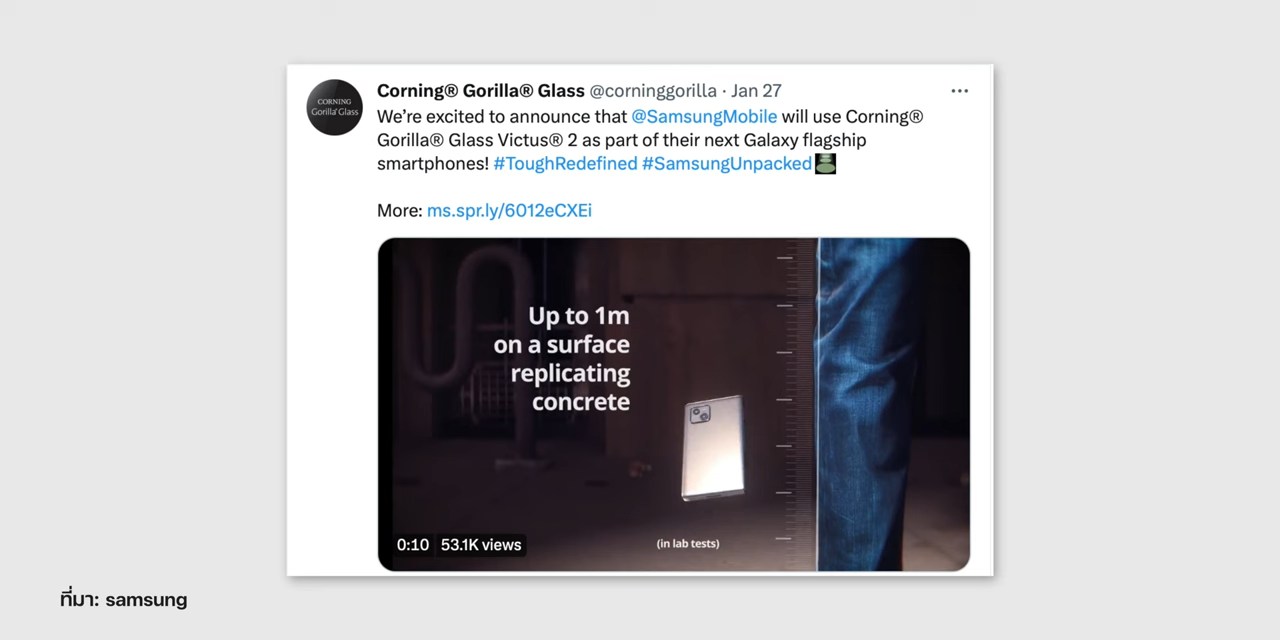 CORNING
Gorilla® Glass
Corning® Gorilla® Glass @corninggorilla · Jan 27
We’re excited to announce that @SamsungMobile will use Corning®
Gorilla® Glass Victus® 2 as part of their next Galaxy flagship
smartphones! #ToughRedefined #SamsungUnpacked
More: ms.spr.ly/6012eCXEi
Up to 1m
on a surface
replicating
concrete
0:10 53.1K views
(in lab tests)
ที่มา: samsung